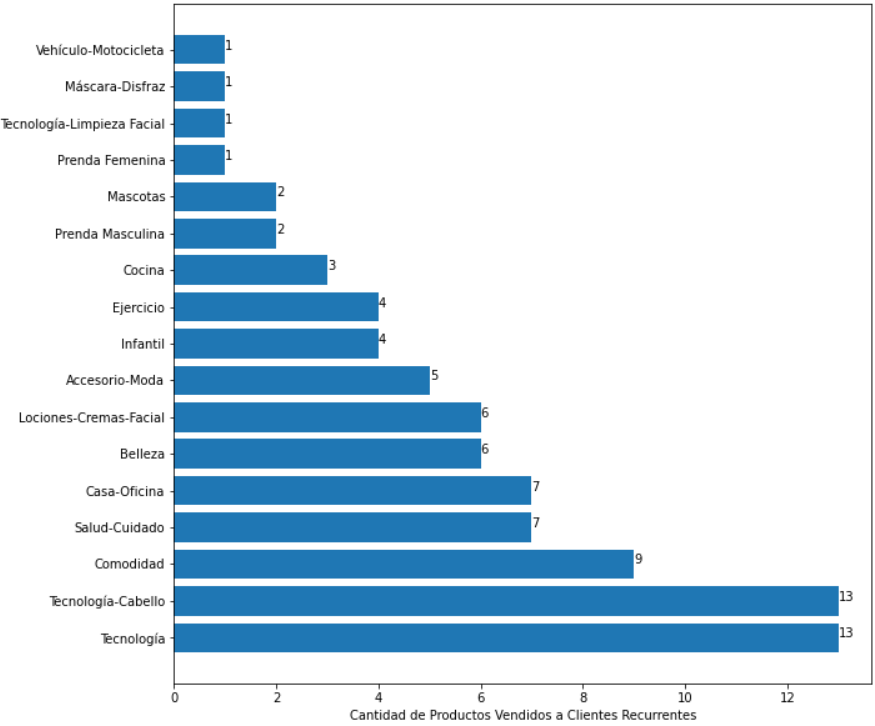 Vehículo-Motocicleta 1
Máscara-Disfraz 1
Tecnología-Limpieza Facial 1
Prenda Femenina 1
Mascotas 2
Prenda Masculina 2
Cocina 3
Ejercicio 4
Infantil 4
Accesorio-Moda 5
Lociones-Cremas-Facial 6
Belleza 6
Casa-Oficina 7
Salud-Cuidado 7
Comodidad 9
Tecnología-Cabello 13
Tecnología 13
0 2 4 6 8 10 12
Cantidad de Productos Vendidos a Clientes Recurrentes